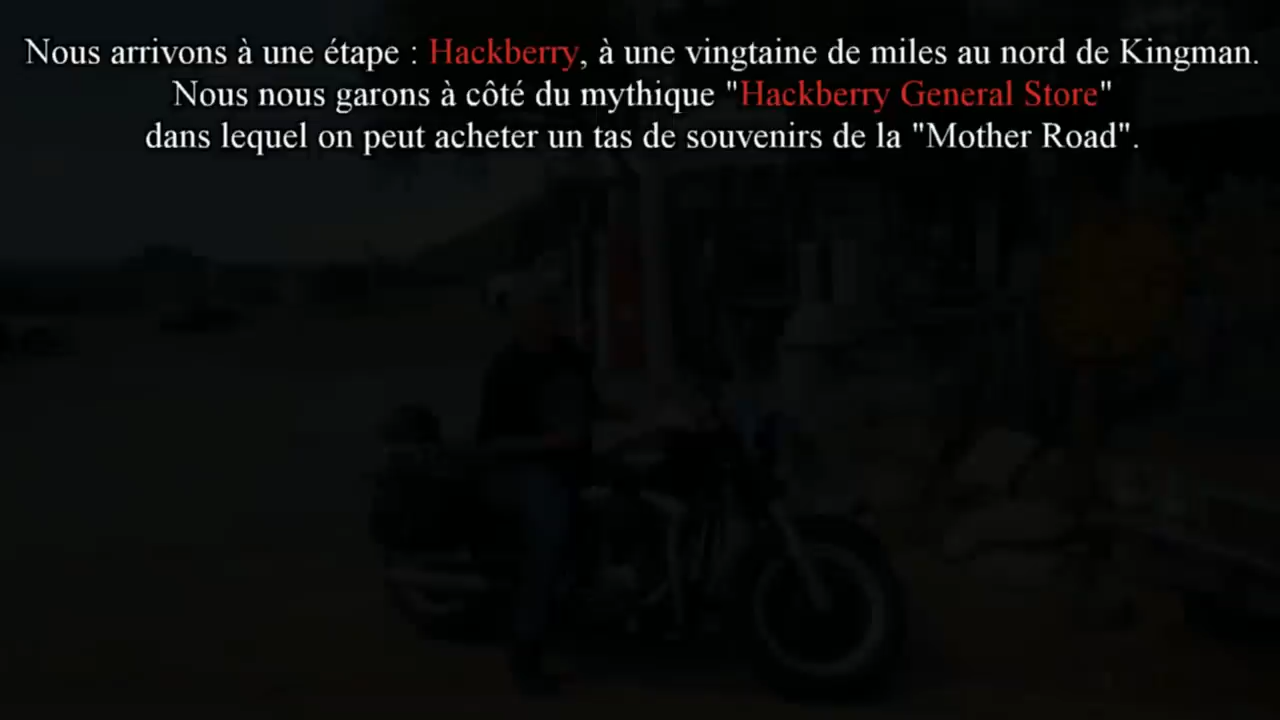 Nous arrivons à une étape : Hackberry, à une vingtaine de miles au nord de Kingman.
Nous nous garons à côté du mythique "Hackberry General Store"
dans lequel on peut acheter un tas de souvenirs de la "Mother Road".